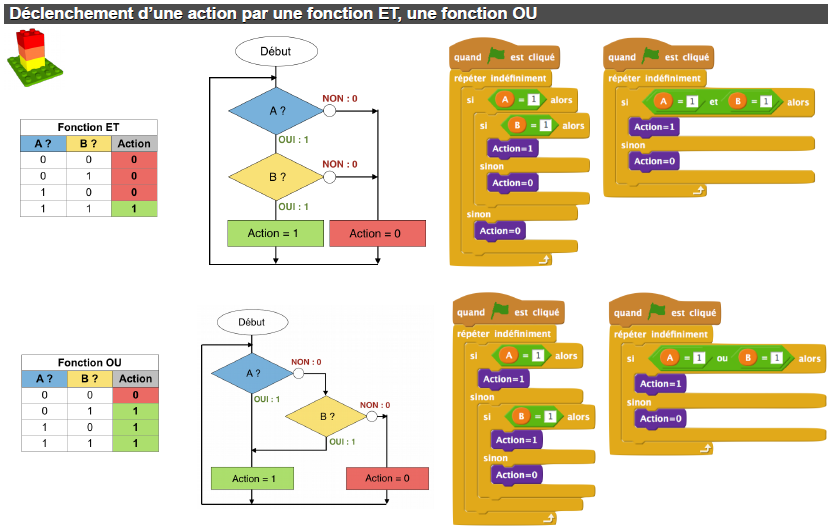 Déclenchement d'une action par une fonction ET, une fonction OU
Fonction ET
A ? B ? Action
0 0 0
0 1 0
1 0 0
1 1 1
Début
A ?
NON : 0
OUI : 1
B ?
NON : 0
OUI : 1
Action = 1
Action = 0
quand est cliqué
répéter indéfiniment
si A = 1 alors
si B = 1 alors
Action=1
sinon
Action=0
sinon
Action=0
quand est cliqué
répéter indéfiniment
si A = 1 et B = 1 alors
Action=1
sinon
Action=0
Fonction OU
A ? B ? Action
0 0 0
0 1 1
1 0 1
1 1 1
Début
A ?
NON : 0
OUI : 1
B ?
NON : 0
OUI : 1
Action = 1
Action = 0
quand est cliqué
répéter indéfiniment
si A = 1 alors
Action=1
sinon
si B = 1 alors
Action=1
sinon
Action=0
quand est cliqué
répéter indéfiniment
si A = 1 ou B = 1 alors
Action=1
sinon
Action=0